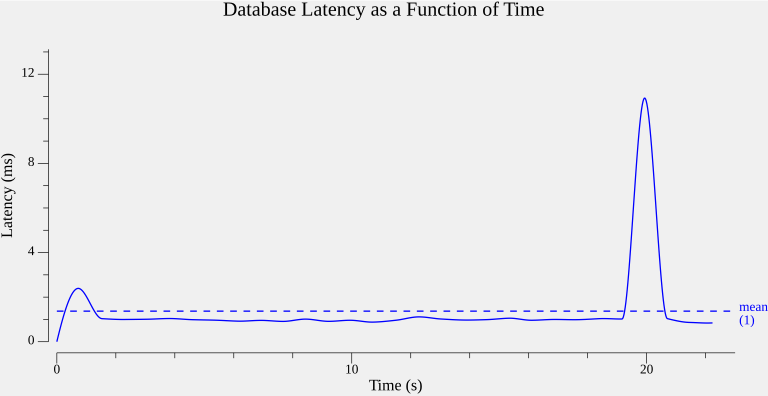 Database Latency as a Function of Time
12
8
4
0
Latency (ms)
mean
(1)
0
10
20
Time (s)